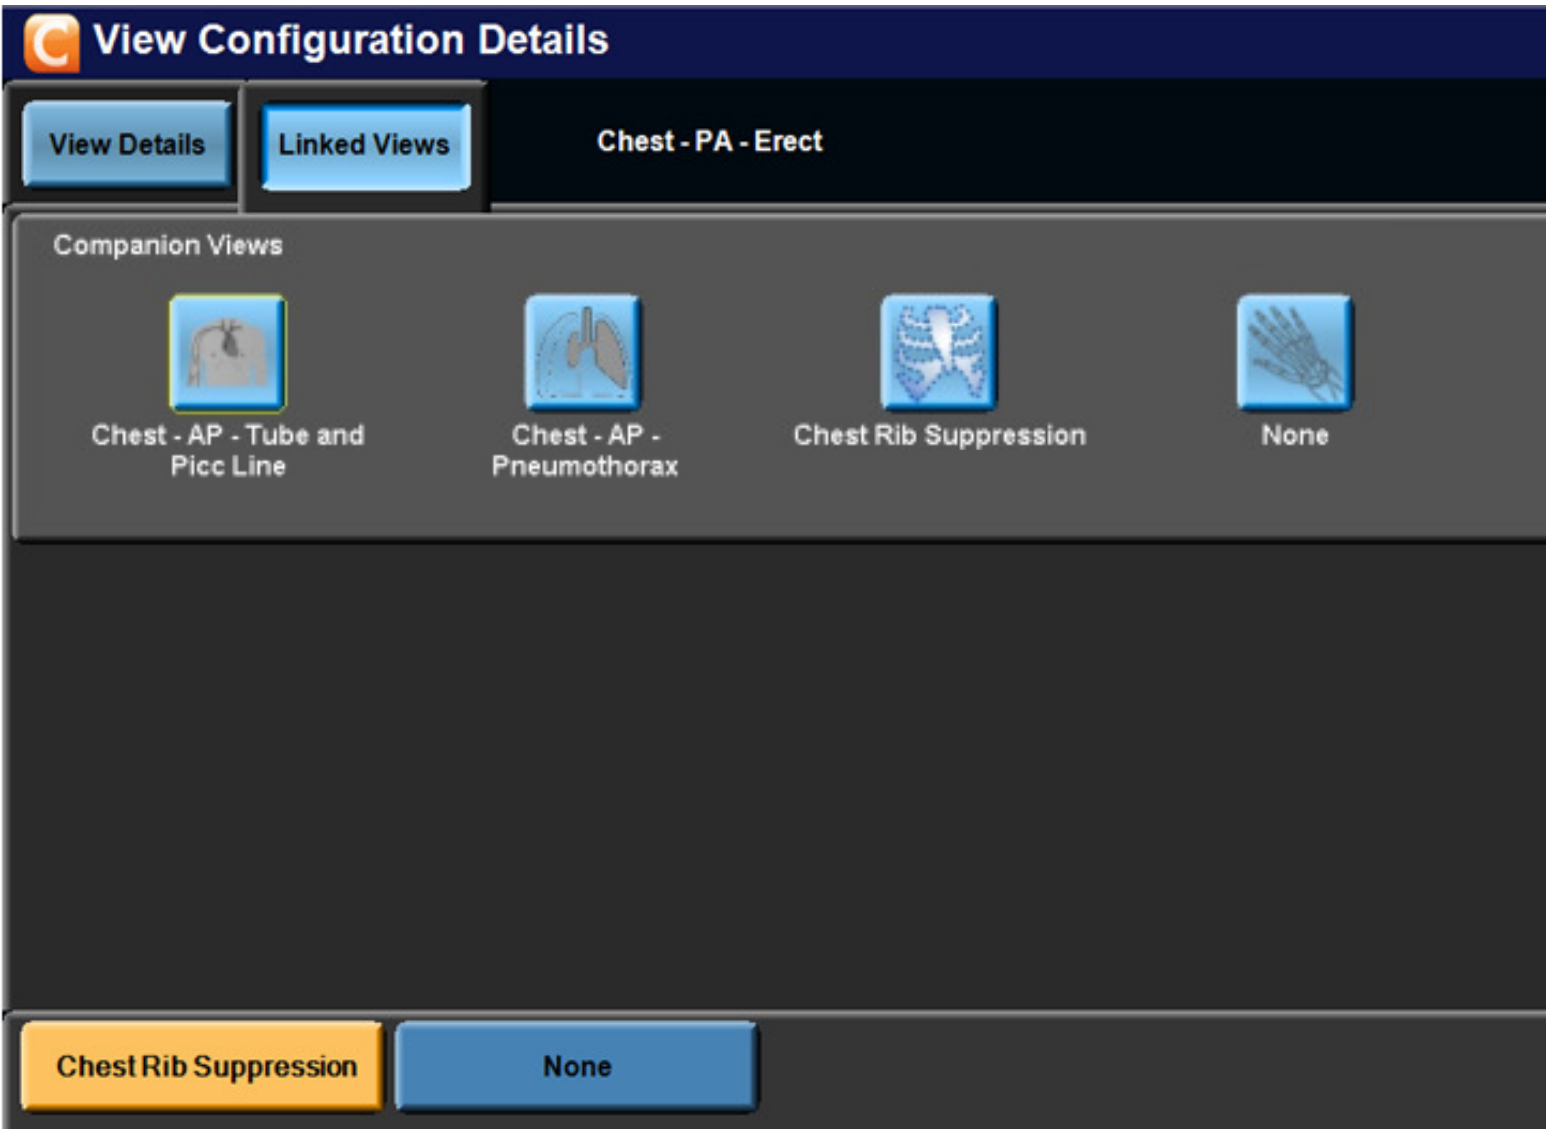 C View Configuration Details
View Details
Linked Views
Chest - PA - Erect
Companion Views
Chest - AP - Tube and
Picc Line
Chest - AP -
Pneumothorax
Chest Rib Suppression
None
Chest Rib Suppression
None